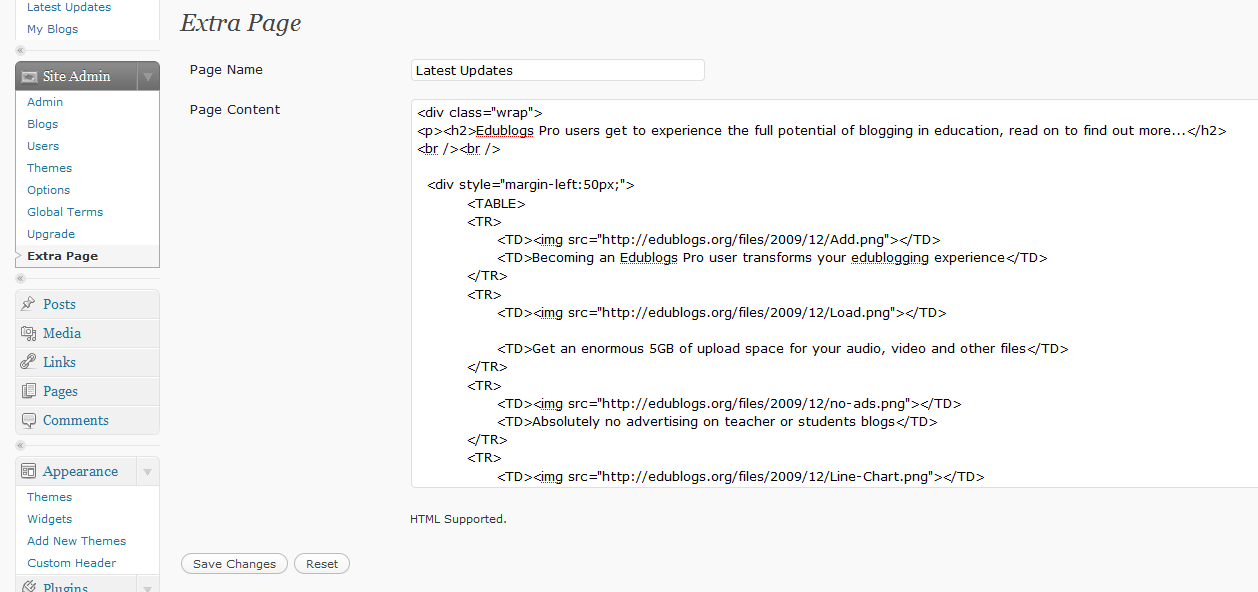 Latest Updates
My Blogs
Site Admin
Admin
Blogs
Users
Themes
Options
Global Terms
Upgrade
Extra Page
Posts
Media
Links
Pages
Comments
Appearance
Themes
Widgets
Add New Themes
Custom Header
Plugins
Extra Page
Page Name
Latest Updates
Page Content
<div class="wrap">
<p><h2>Edublogs Pro users get to experience the full potential of blogging in education, read on to find out more...</h2>
<br /><br />
<div style="margin-left:50px;">
<TABLE>
<TR>
<TD><img src="http://edublogs.org/files/2009/12/Add.png"></TD>
<TD>Becoming an Edublogs Pro user transforms your edublogging experience</TD>
</TR>
<TR>
<TD><img src="http://edublogs.org/files/2009/12/Load.png"></TD>
<TD>Get an enormous 5GB of upload space for your audio, video and other files</TD>
</TR>
<TR>
<TD><img src="http://edublogs.org/files/2009/12/no-ads.png"></TD>
<TD>Absolutely no advertising on teacher or students blogs</TD>
</TR>
<TR>
<TD><img src="http://edublogs.org/files/2009/12/Line-Chart.png"></TD>
HTML Supported.
Save Changes
Reset